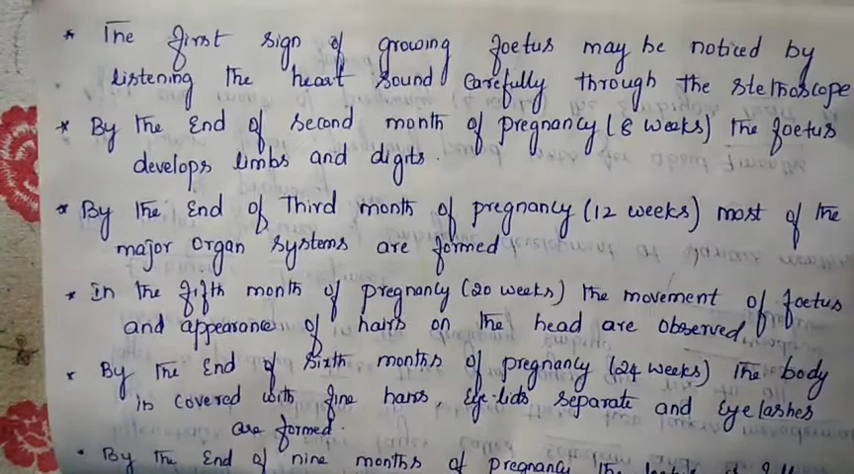 * The first sign of growing foetus may be noticed by
listening the heart sound carefully through the stethoscope
* By the End of second month of pregnancy (8 weeks) the foetus
develops limbs and digits.
* By the End of Third month of pregnancy (12 weeks) most of the
major organ systems are formed
* In the fifth month of pregnancy (20 weeks) the movement of foetus
and appearance of hairs on the head are observed
* By the End of Sixth months of pregnancy (24 weeks) The body
is covered with fine hairs, Eye-lids separate and Eyelashes
are formed.
* By the End of nine months of pregnancy the